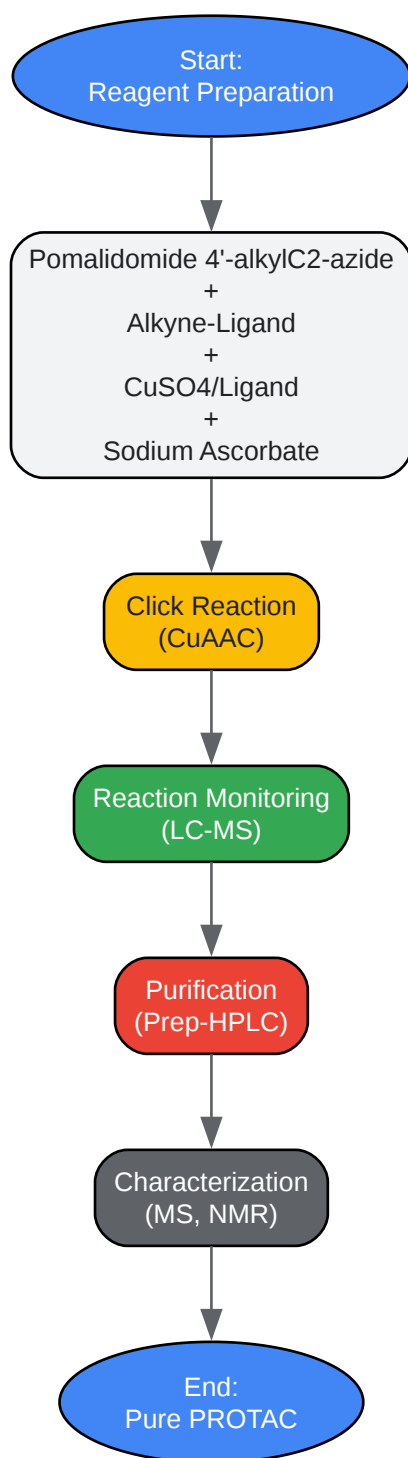 Start:
Reagent Preparation
Pomalidomide 4'-alkylC2-azide
+
Alkyne-Ligand
+
CuSO4/Ligand
+
Sodium Ascorbate
Click Reaction
(CuAAC)
Reaction Monitoring
(LC-MS)
Purification
(Prep-HPLC)
Characterization
(MS, NMR)
End:
Pure PROTAC